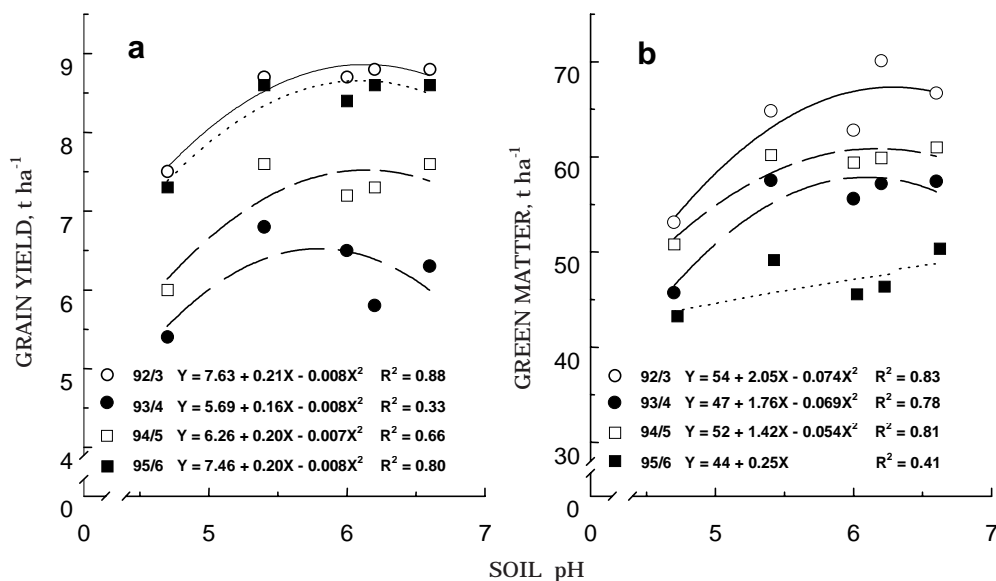 a
GRAIN YIELD, t ha⁻¹
9
8
7
6
5
4
0
92/3 Y = 7.63 + 0.21X - 0.008X² R² = 0.88
93/4 Y = 5.69 + 0.16X - 0.008X² R² = 0.33
94/5 Y = 6.26 + 0.20X - 0.007X² R² = 0.66
95/6 Y = 7.46 + 0.20X - 0.008X² R² = 0.80
0 5 6 7
b
GREEN MATTER, t ha⁻¹
70
60
50
40
30
0
92/3 Y = 54 + 2.05X - 0.074X² R² = 0.83
93/4 Y = 47 + 1.76X - 0.069X² R² = 0.78
94/5 Y = 52 + 1.42X - 0.054X² R² = 0.81
95/6 Y = 44 + 0.25X R² = 0.41
0 5 6 7
SOIL pH